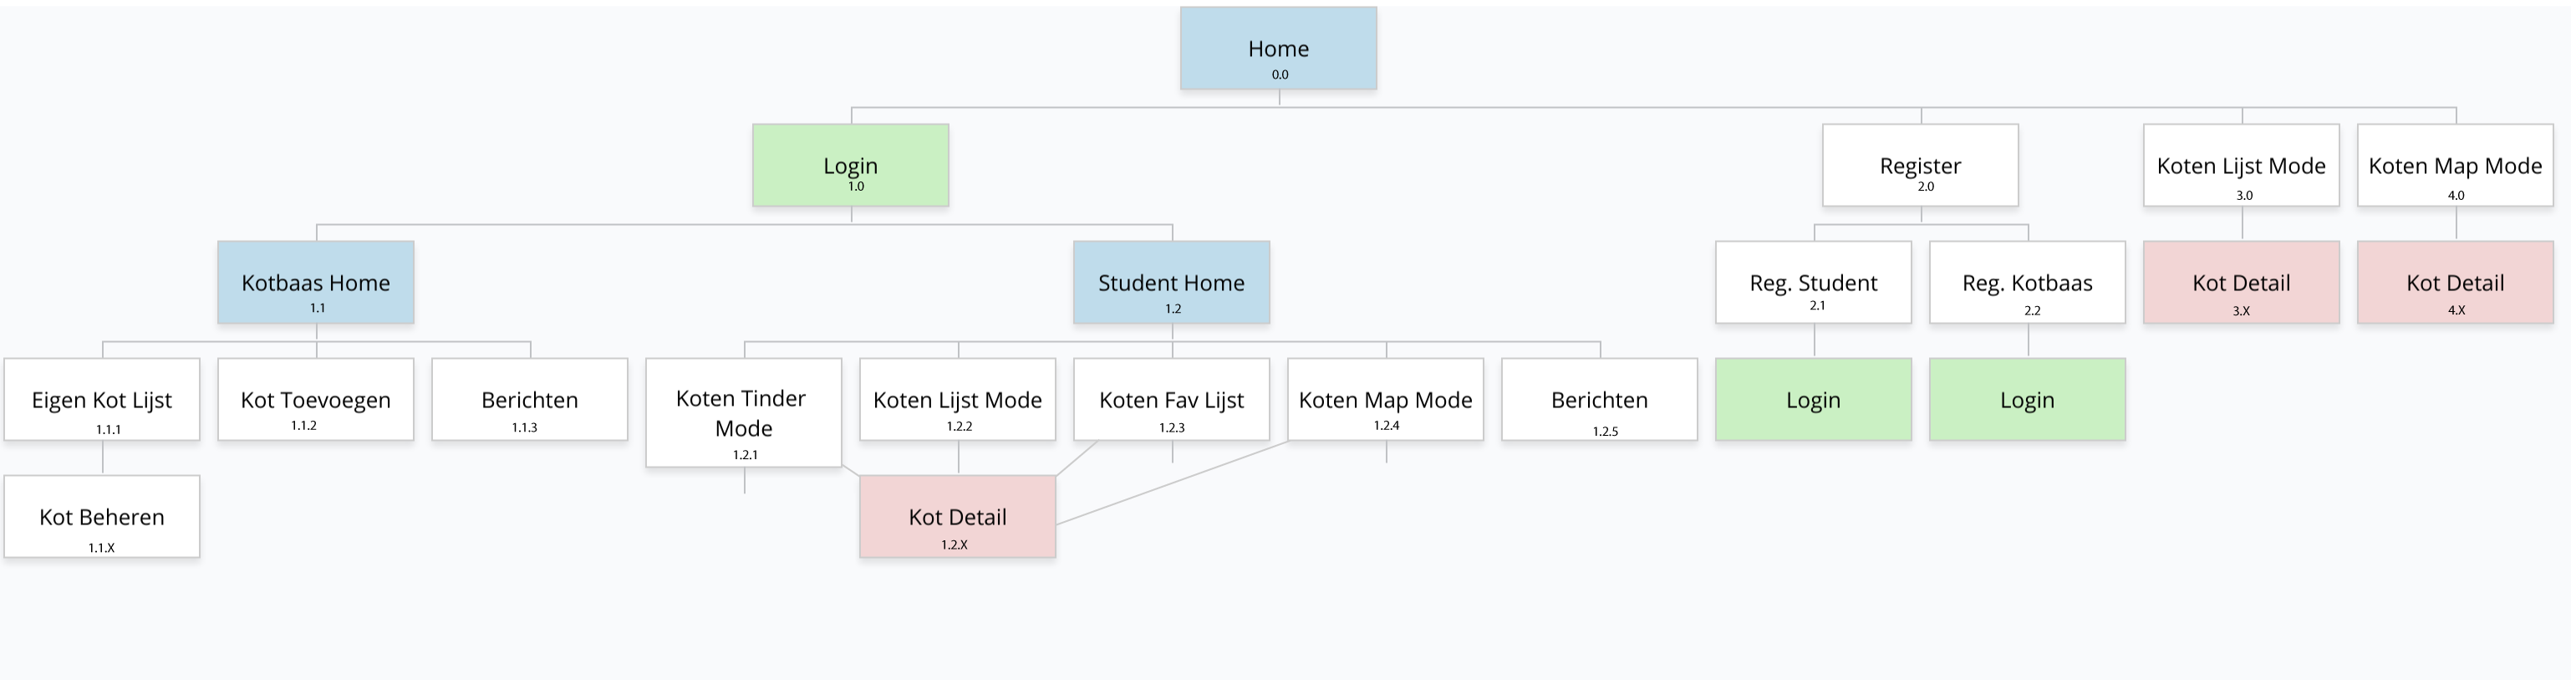 Home
0.0
Login
1.0
Register
2.0
Koten Lijst Mode
3.0
Koten Map Mode
4.0
Kotbaas Home
1.1
Student Home
1.2
Reg. Student
2.1
Reg. Kotbaas
2.2
Kot Detail
3.X
Kot Detail
4.X
Eigen Kot Lijst
1.1.1
Kot Toevoegen
1.1.2
Berichten
1.1.3
Koten Tinder
Mode
1.2.1
Koten Lijst Mode
1.2.2
Koten Fav Lijst
1.2.3
Koten Map Mode
1.2.4
Berichten
1.2.5
Login
Login
Kot Beheren
1.1.X
Kot Detail
1.2.X